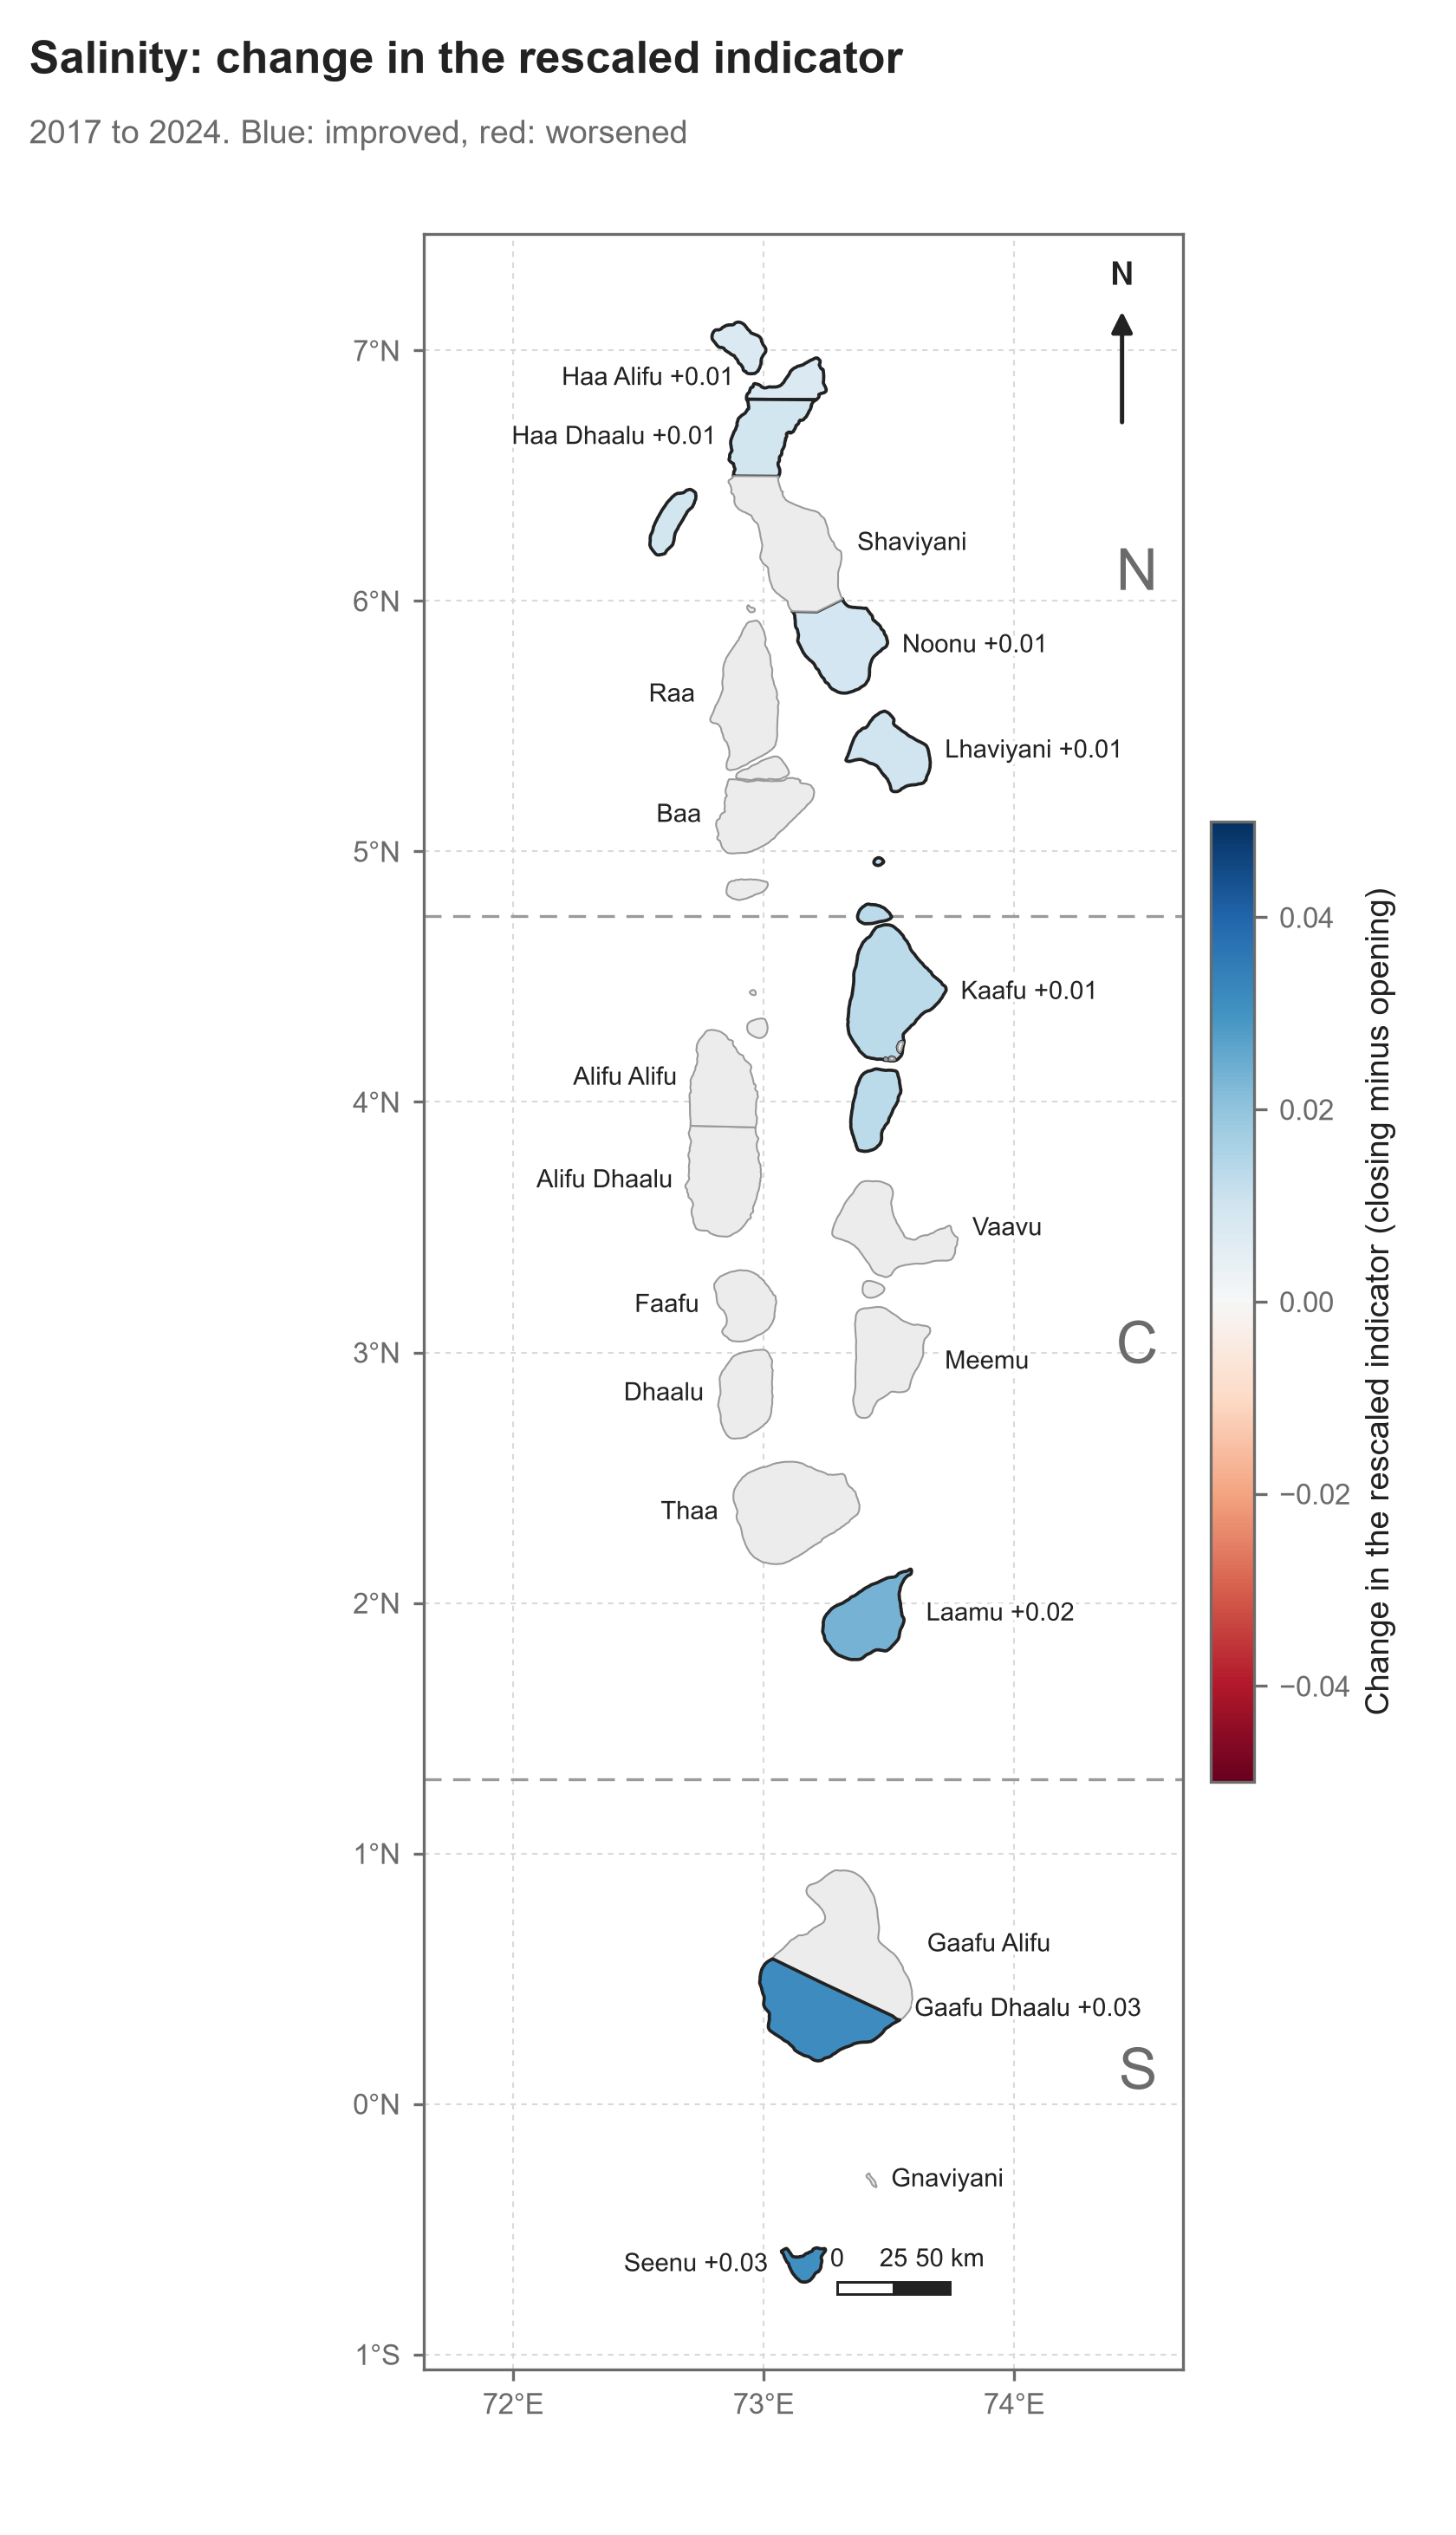 Salinity: change in the rescaled indicator
2017 to 2024. Blue: improved, red: worsened
N
7°N
Haa Alifu +0.01
Haa Dhaalu +0.01
Shaviyani
N
6°N
Noonu +0.01
Raa
Lhaviyani +0.01
Baa
5°N
0.04
Kaafu +0.01
Alifu Alifu
4°N
0.02
Alifu Dhaalu
Vaavu
Faafu
0.00
C
3°N
Meemu
Dhaalu
−0.02
Thaa
2°N
Laamu +0.02
−0.04
Change in the rescaled indicator (closing minus opening)
1°N
Gaafu Alifu
Gaafu Dhaalu +0.03
S
0°N
Gnaviyani
Seenu +0.03
0 25 50 km
1°S
72°E 73°E 74°E